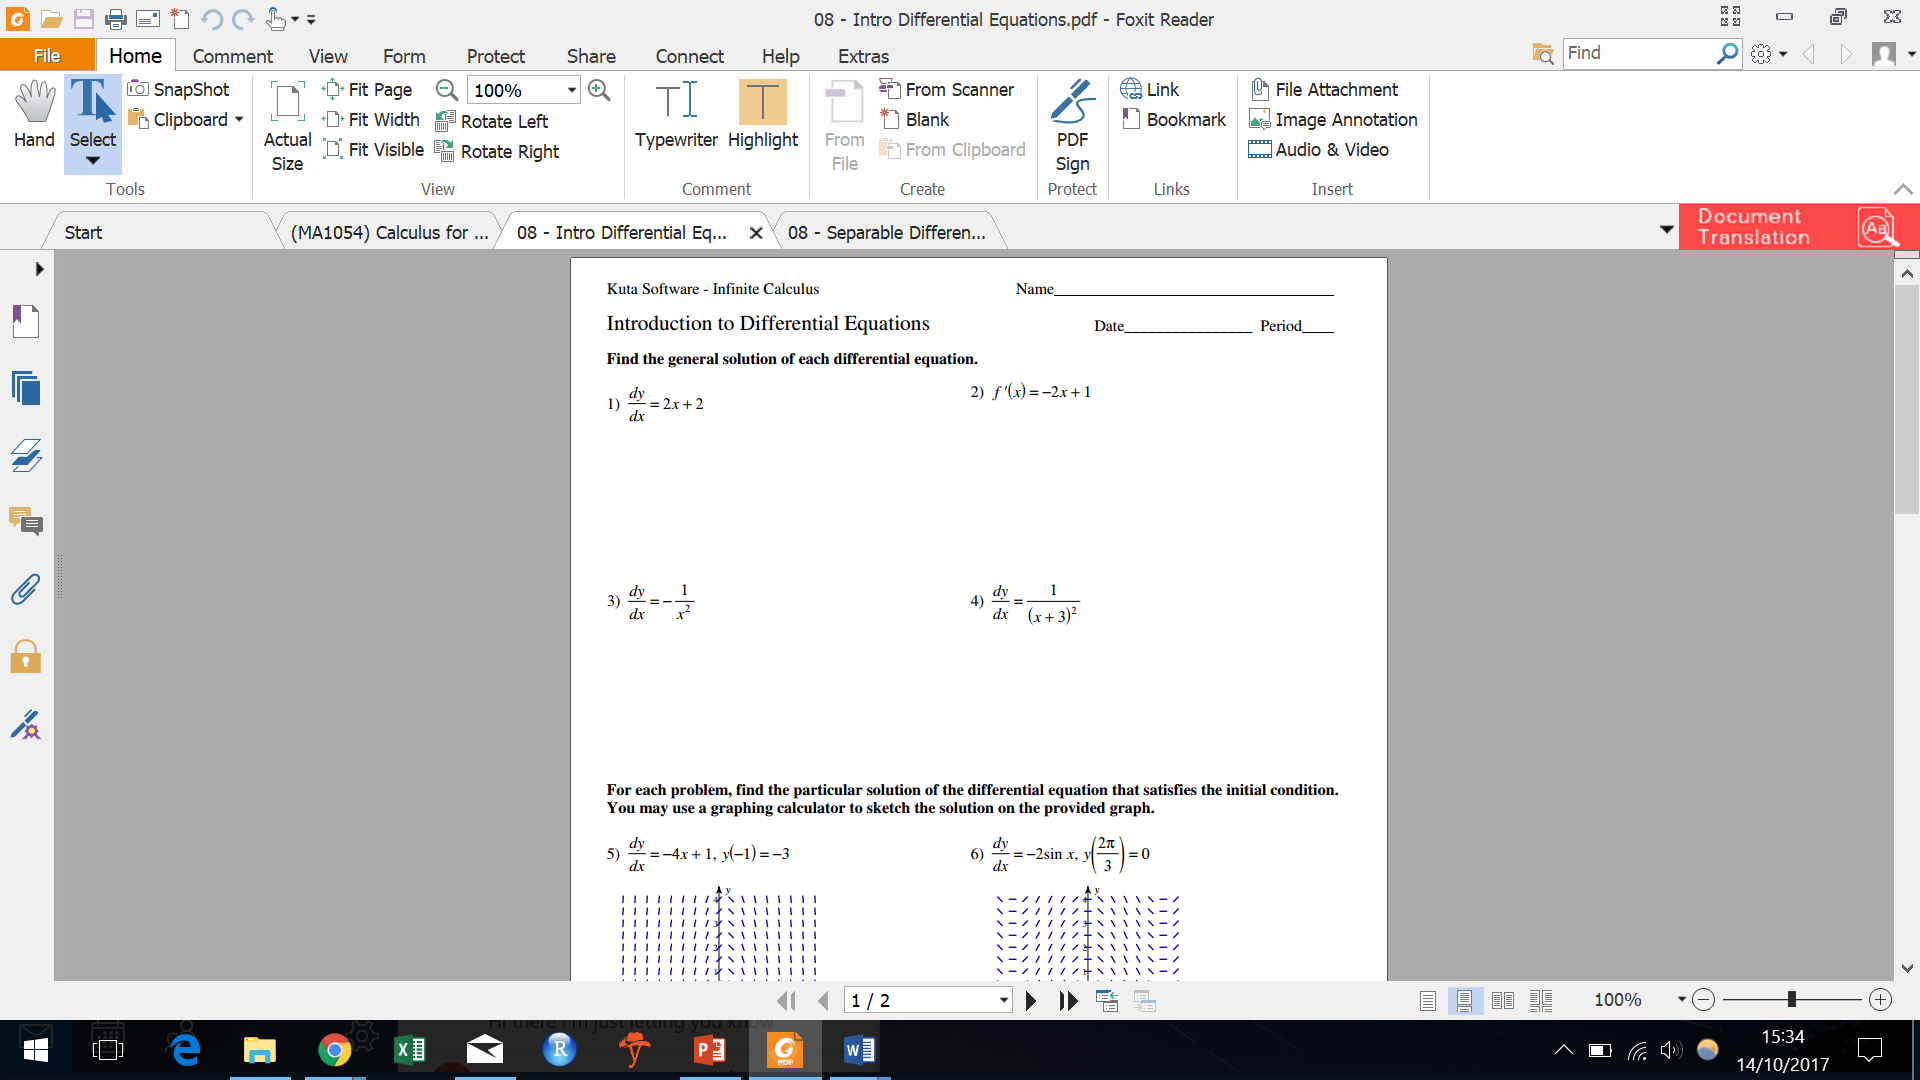 08 - Intro Differential Equations.pdf - Foxit Reader
File Home Comment View Form Protect Share Connect Help Extras Find
Hand
Select
SnapShot
Clipboard
Tools
Actual Size
Fit Page
Fit Width
Fit Visible
100%
Rotate Left
Rotate Right
View
Typewriter
Highlight
Comment
From File
From Scanner
Blank
From Clipboard
Create
PDF Sign
Protect
Link
Bookmark
Links
File Attachment
Image Annotation
Audio & Video
Insert
Start
(MA1054) Calculus for ...
08 - Intro Differential Eq...
08 - Separable Differen...
Document
Translation
Kuta Software - Infinite Calculus Name
Introduction to Differential Equations Date Period
Find the general solution of each differential equation.
1) dy/dx = 2x + 2
2) f '(x) = −2x + 1
3) dy/dx = −1/x²
4) dy/dx = 1/(x + 3)²
For each problem, find the particular solution of the differential equation that satisfies the initial condition.
You may use a graphing calculator to sketch the solution on the provided graph.
5) dy/dx = −4x + 1, y(−1) = −3
6) dy/dx = −2sin x, y(2π/3) = 0
y
y
1 / 2
100%
Hi there I'm just letting you know
15:34
14/10/2017